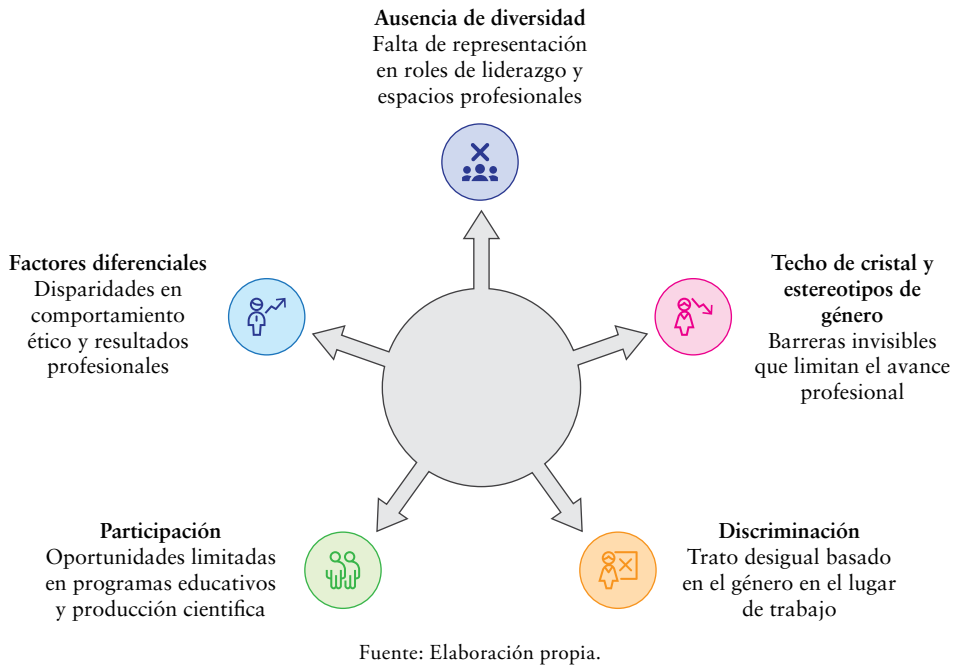 Ausencia de diversidad
Falta de representación
en roles de liderazgo y
espacios profesionales
Factores diferenciales
Disparidades en
comportamiento
ético y resultados
profesionales
Techo de cristal y
estereotipos de
género
Barreras invisibles
que limitan el avance
profesional
Participación
Oportunidades limitadas
en programas educativos
y producción cientifica
Discriminación
Trato desigual basado
en el género en el lugar
de trabajo
Fuente: Elaboración propia.